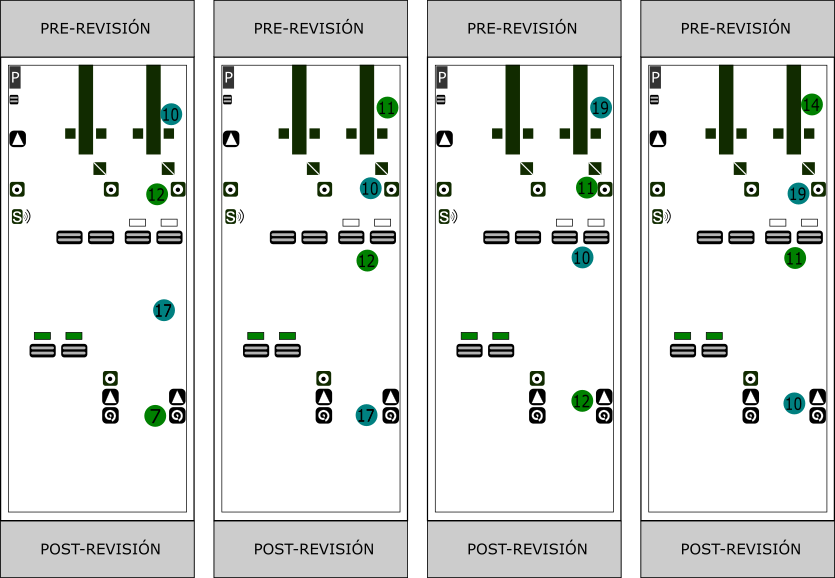 PRE-REVISIÓN PRE-REVISIÓN PRE-REVISIÓN PRE-REVISIÓN
P P P P
10 11 19 14
12 10 11 19
S S S S
12 10 11
17
7 17 12 10
POST-REVISIÓN POST-REVISIÓN POST-REVISIÓN POST-REVISIÓN